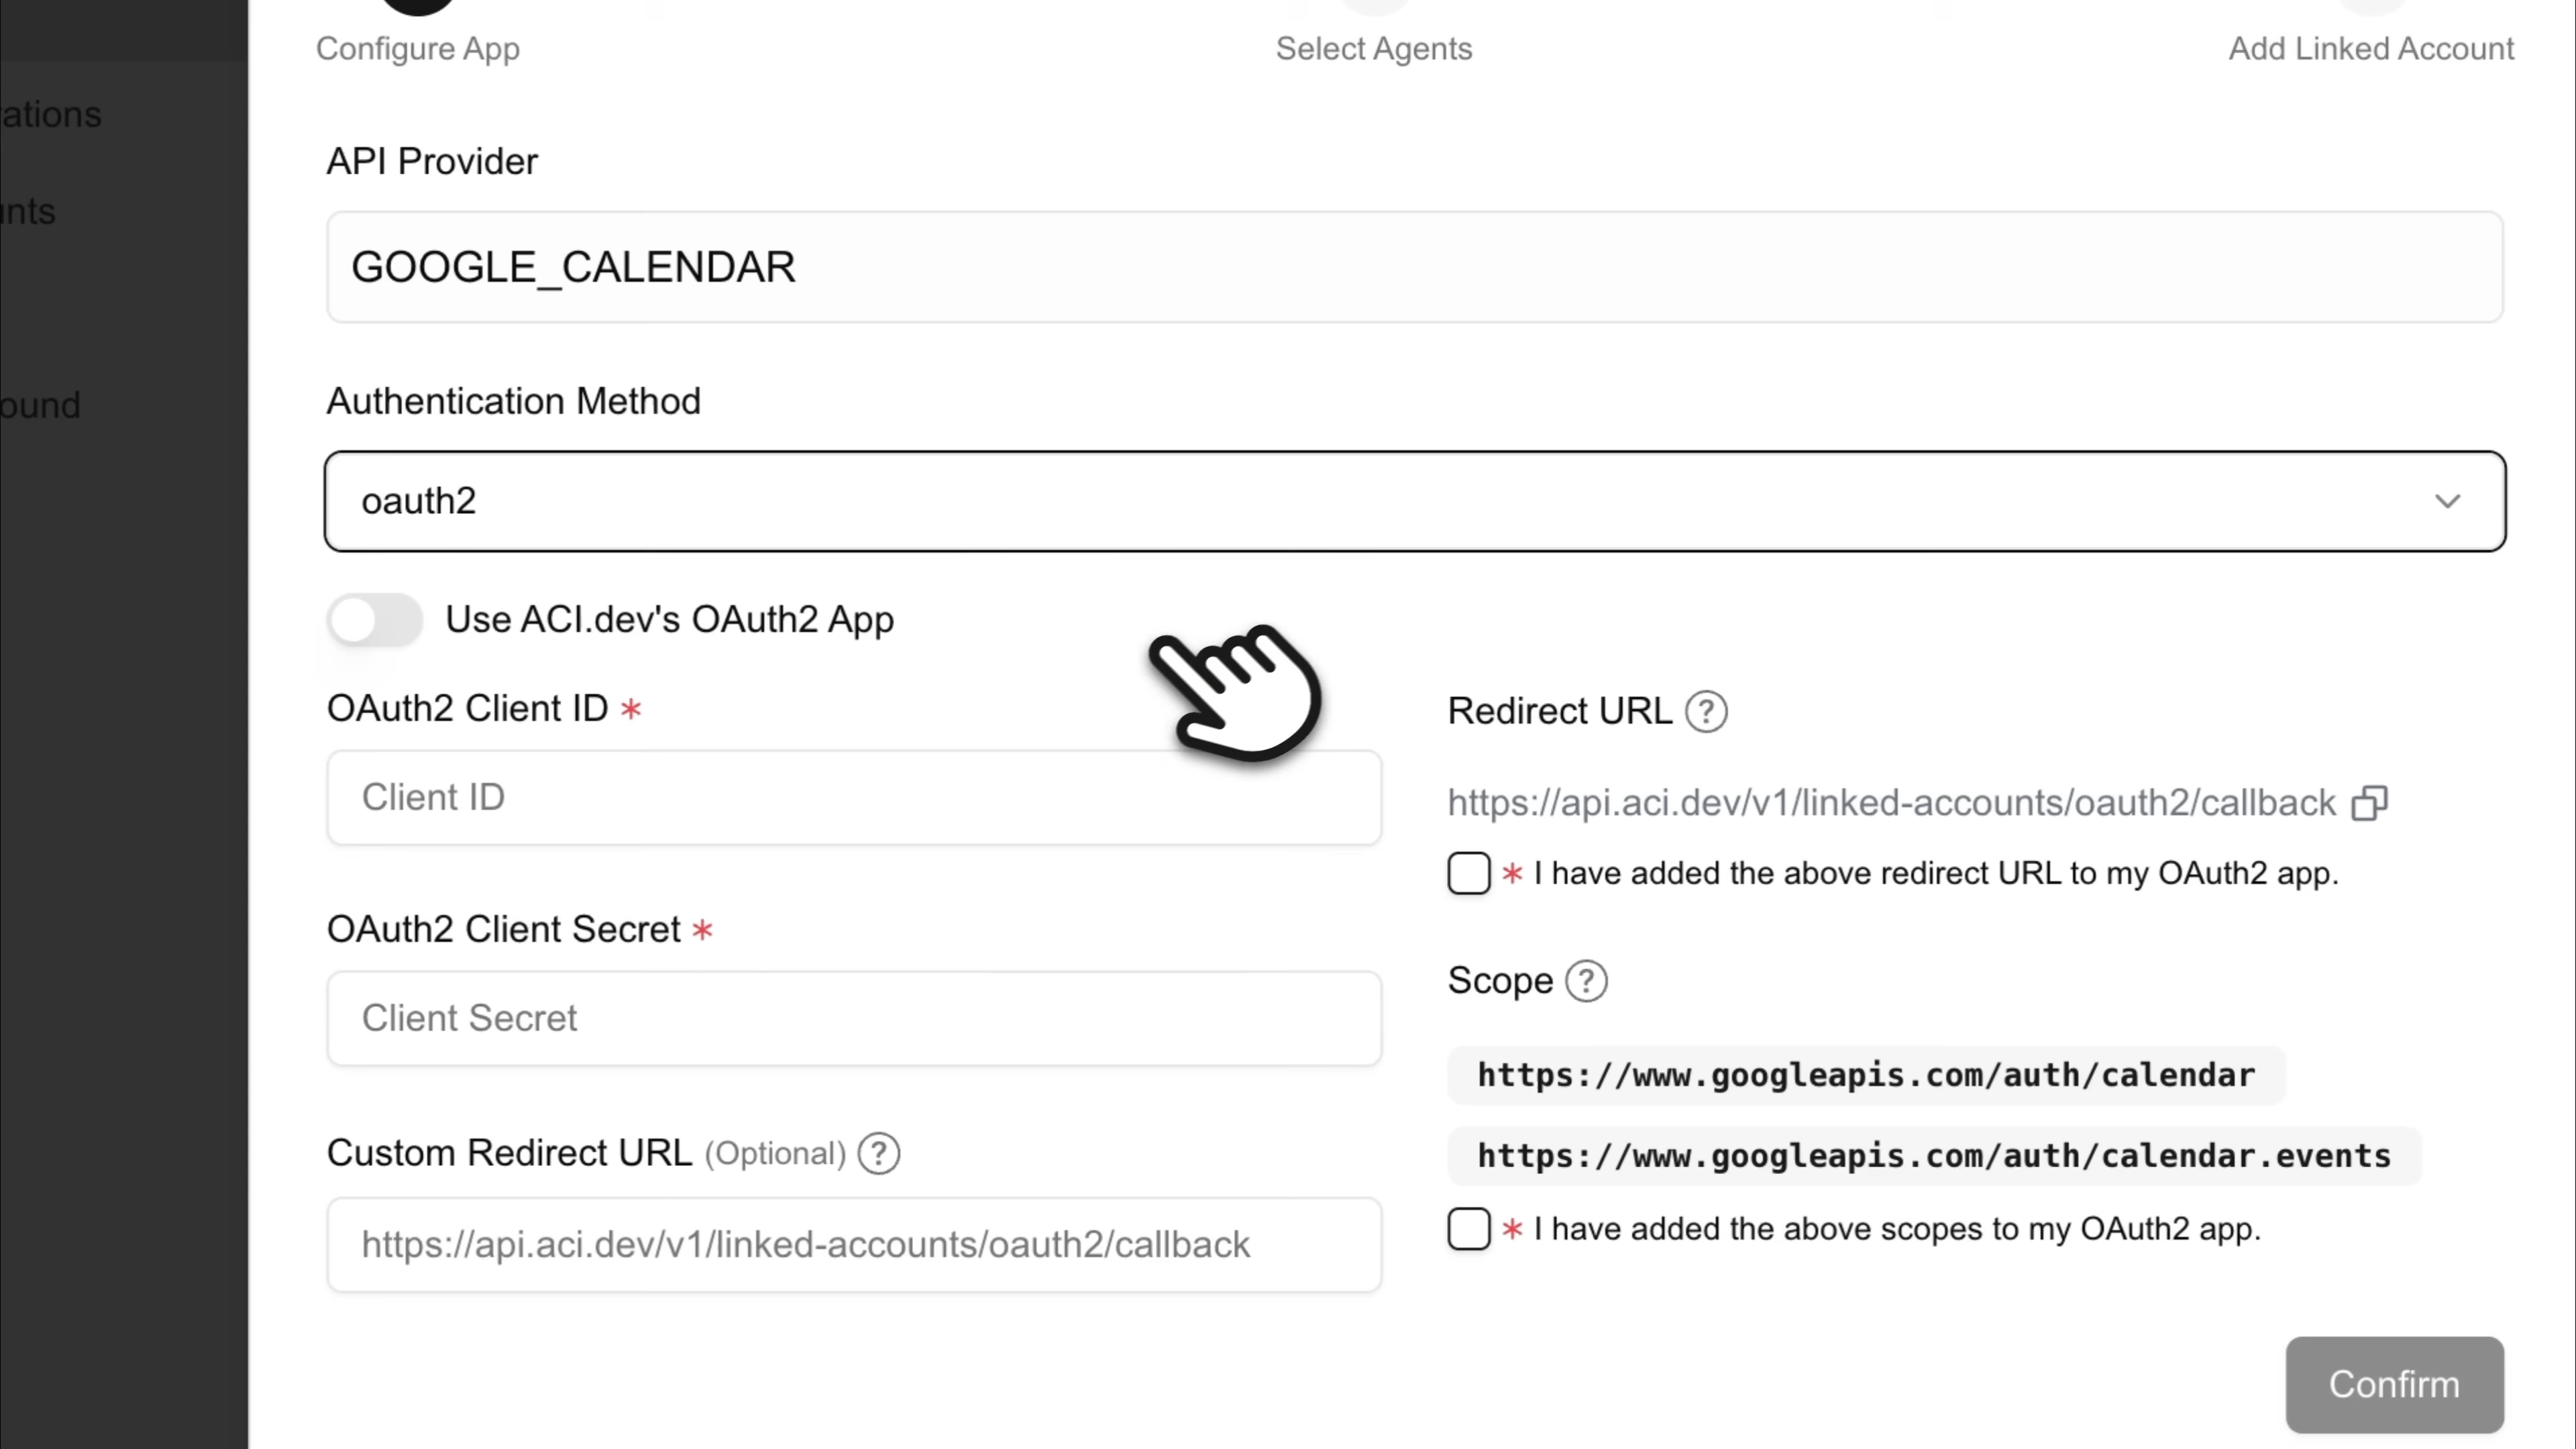 Configure App
Select Agents
Add Linked Account
ations
unts
ound
API Provider
GOOGLE_CALENDAR
Authentication Method
oauth2
Use ACI.dev's OAuth2 App
OAuth2 Client ID *
Client ID
OAuth2 Client Secret *
Client Secret
Custom Redirect URL (Optional) ?
https://api.aci.dev/v1/linked-accounts/oauth2/callback
Redirect URL ?
https://api.aci.dev/v1/linked-accounts/oauth2/callback
* I have added the above redirect URL to my OAuth2 app.
Scope ?
https://www.googleapis.com/auth/calendar
https://www.googleapis.com/auth/calendar.events
* I have added the above scopes to my OAuth2 app.
Confirm